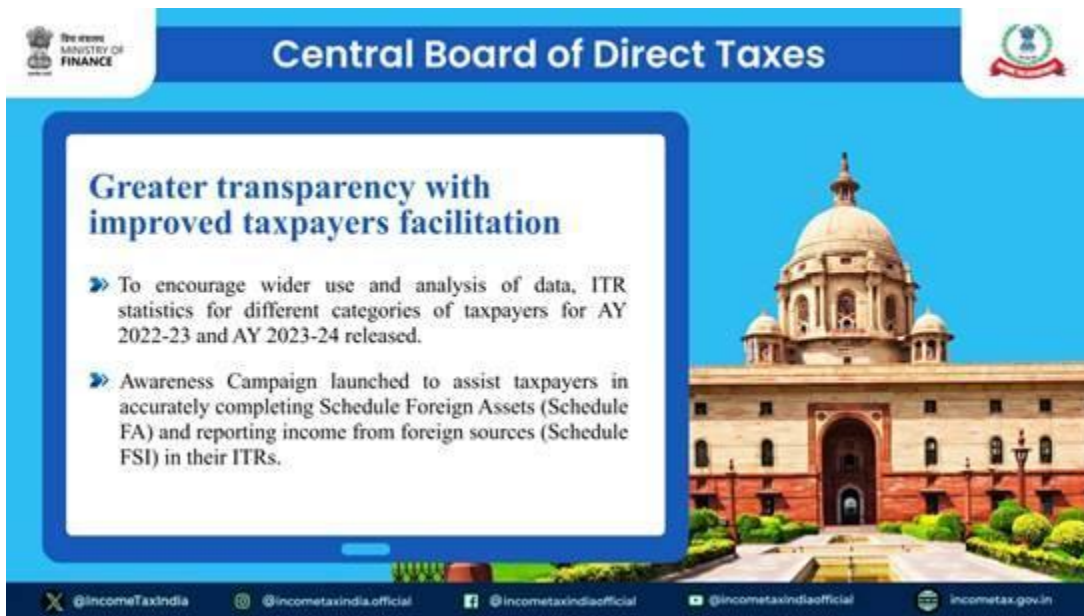 वित्त मंत्रालय
MINISTRY OF
FINANCE
Central Board of Direct Taxes
Greater transparency with
improved taxpayers facilitation
To encourage wider use and analysis of data, ITR
statistics for different categories of taxpayers for AY
2022-23 and AY 2023-24 released.
Awareness Campaign launched to assist taxpayers in
accurately completing Schedule Foreign Assets (Schedule
FA) and reporting income from foreign sources (Schedule
FSI) in their ITRs.
@IncomeTaxIndia
@incometaxindia.official
@incometaxindiaofficial
@incometaxindiaofficial
incometax.gov.in